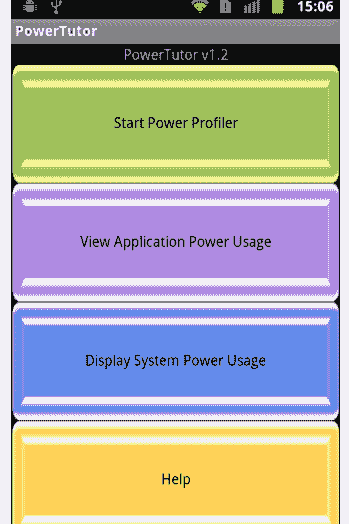 15:06
PowerTutor
PowerTutor v1.2
Start Power Profiler
View Application Power Usage
Display System Power Usage
Help